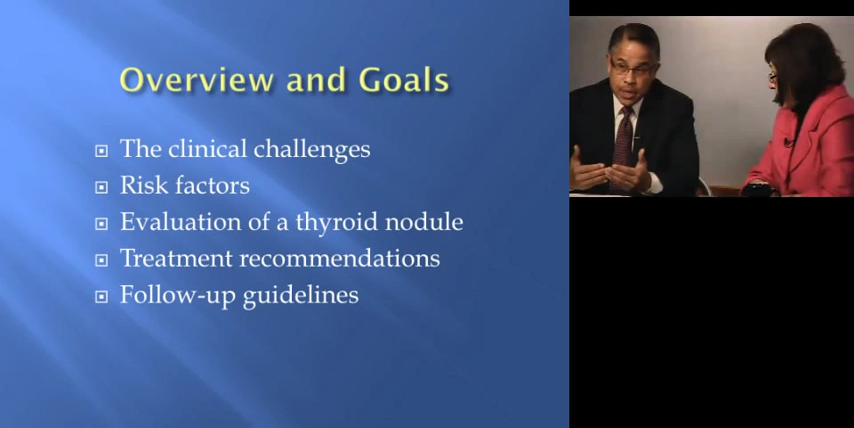 Overview and Goals
The clinical challenges
Risk factors
Evaluation of a thyroid nodule
Treatment recommendations
Follow-up guidelines